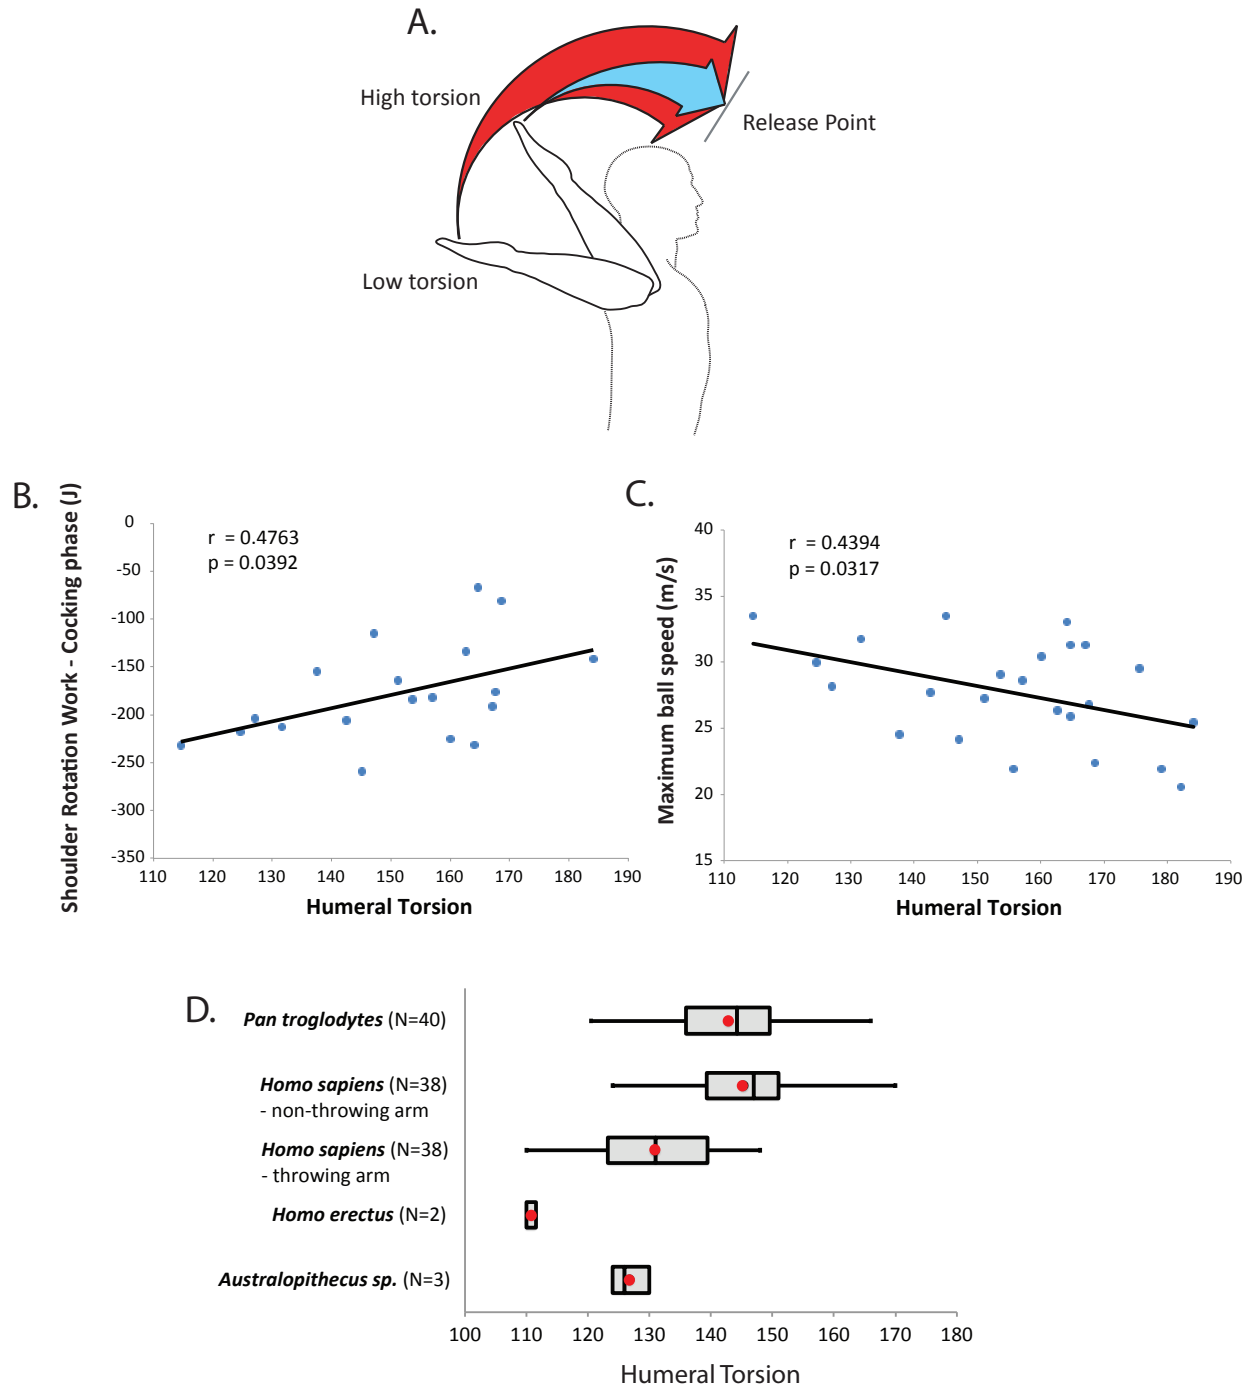 A.
High torsion
Release Point
Low torsion
B.
Shoulder Rotation Work - Cocking phase (J)
r = 0.4763
p = 0.0392
0
-50
-100
-150
-200
-250
-300
-350
110 120 130 140 150 160 170 180 190
Humeral Torsion
C.
Maximum ball speed (m/s)
r = 0.4394
p = 0.0317
40
35
30
25
20
15
110 120 130 140 150 160 170 180 190
Humeral Torsion
D.
Pan troglodytes (N=40)
Homo sapiens (N=38)
- non-throwing arm
Homo sapiens (N=38)
- throwing arm
Homo erectus (N=2)
Australopithecus sp. (N=3)
100 110 120 130 140 150 160 170 180
Humeral Torsion